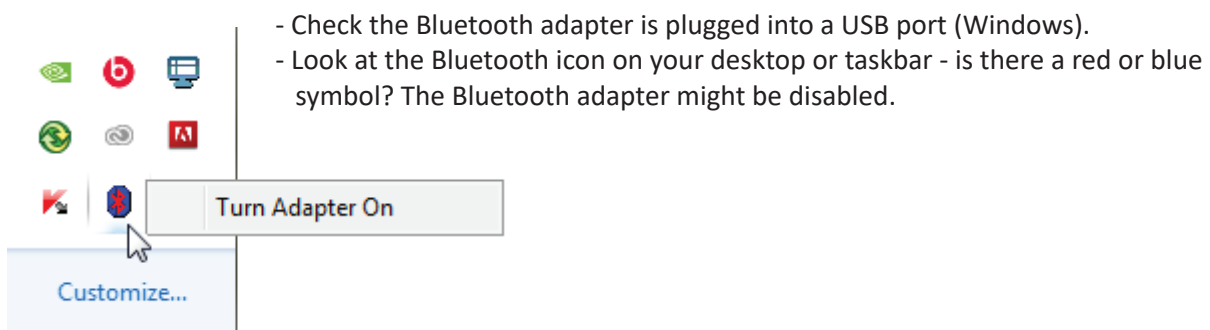 - Check the Bluetooth adapter is plugged into a USB port (Windows).
- Look at the Bluetooth icon on your desktop or taskbar - is there a red or blue
symbol? The Bluetooth adapter might be disabled.
Turn Adapter On
Customize...